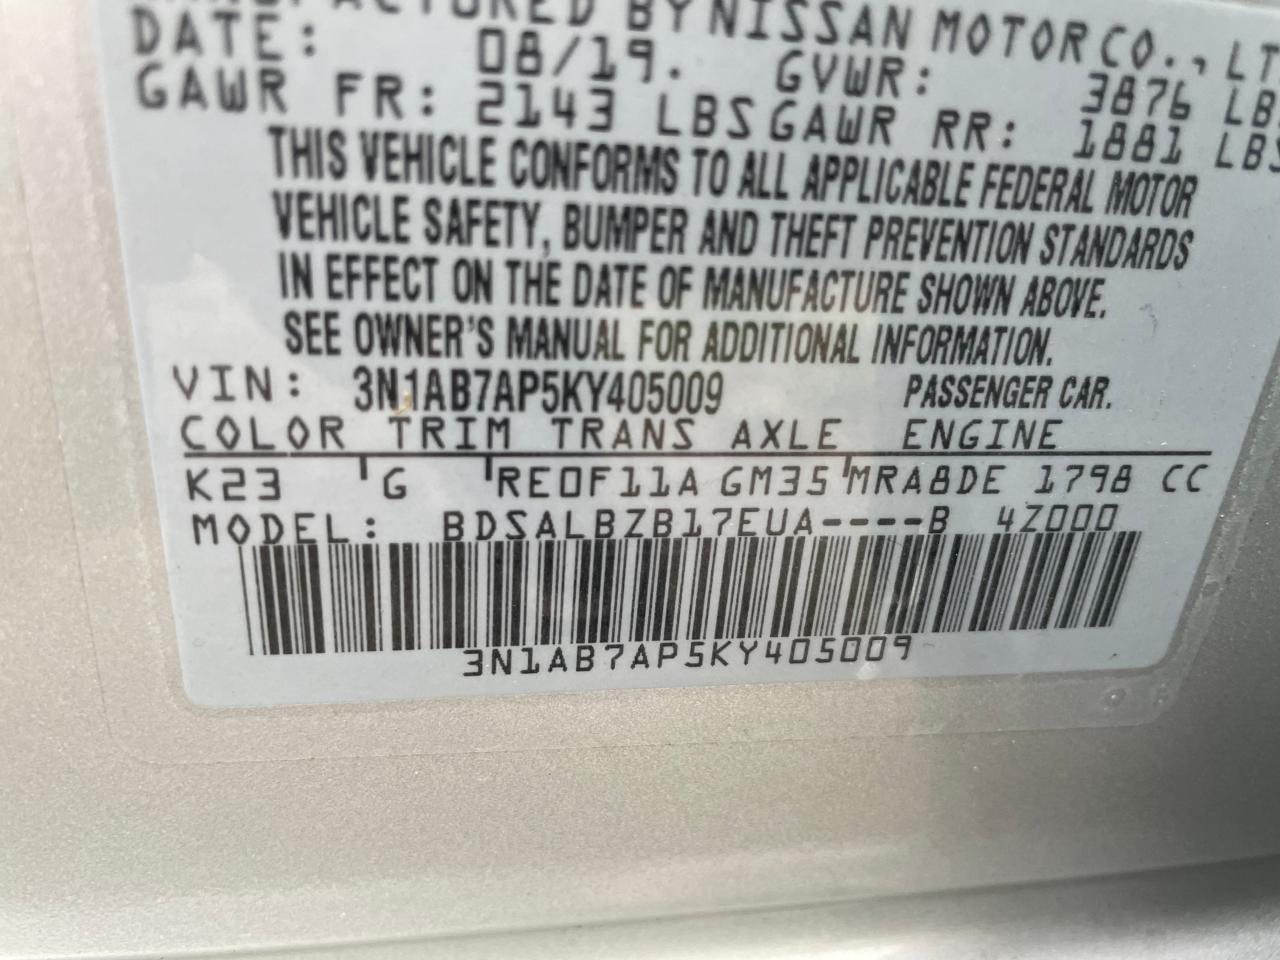 MANUFACTURED BY NISSAN MOTOR CO., LT
DATE: 08/19. GVWR: 3876 LB
GAWR FR: 2143 LBS GAWR RR: 1881 LBS
THIS VEHICLE CONFORMS TO ALL APPLICABLE FEDERAL MOTOR
VEHICLE SAFETY, BUMPER AND THEFT PREVENTION STANDARDS
IN EFFECT ON THE DATE OF MANUFACTURE SHOWN ABOVE.
SEE OWNER'S MANUAL FOR ADDITIONAL INFORMATION.
VIN: 3N1AB7AP5KY405009 PASSENGER CAR.
COLOR TRIM TRANS AXLE ENGINE
K23 G RE0F11A GM35 MRA8DE 1798 CC
MODEL: BDSALBZB17EUA----B 4Z000
3N1AB7AP5KY405009